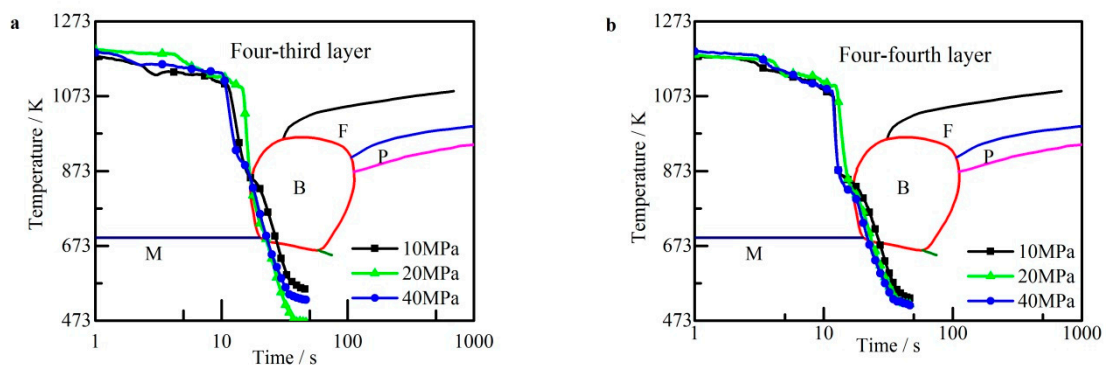 a
1273
1073
873
673
473
Temperature / K
Four-third layer
F
P
B
M
10MPa
20MPa
40MPa
1 10 100 1000
Time / s
b
1273
1073
873
673
473
Temperature / K
Four-fourth layer
F
P
B
M
10MPa
20MPa
40MPa
1 10 100 1000
Time / s